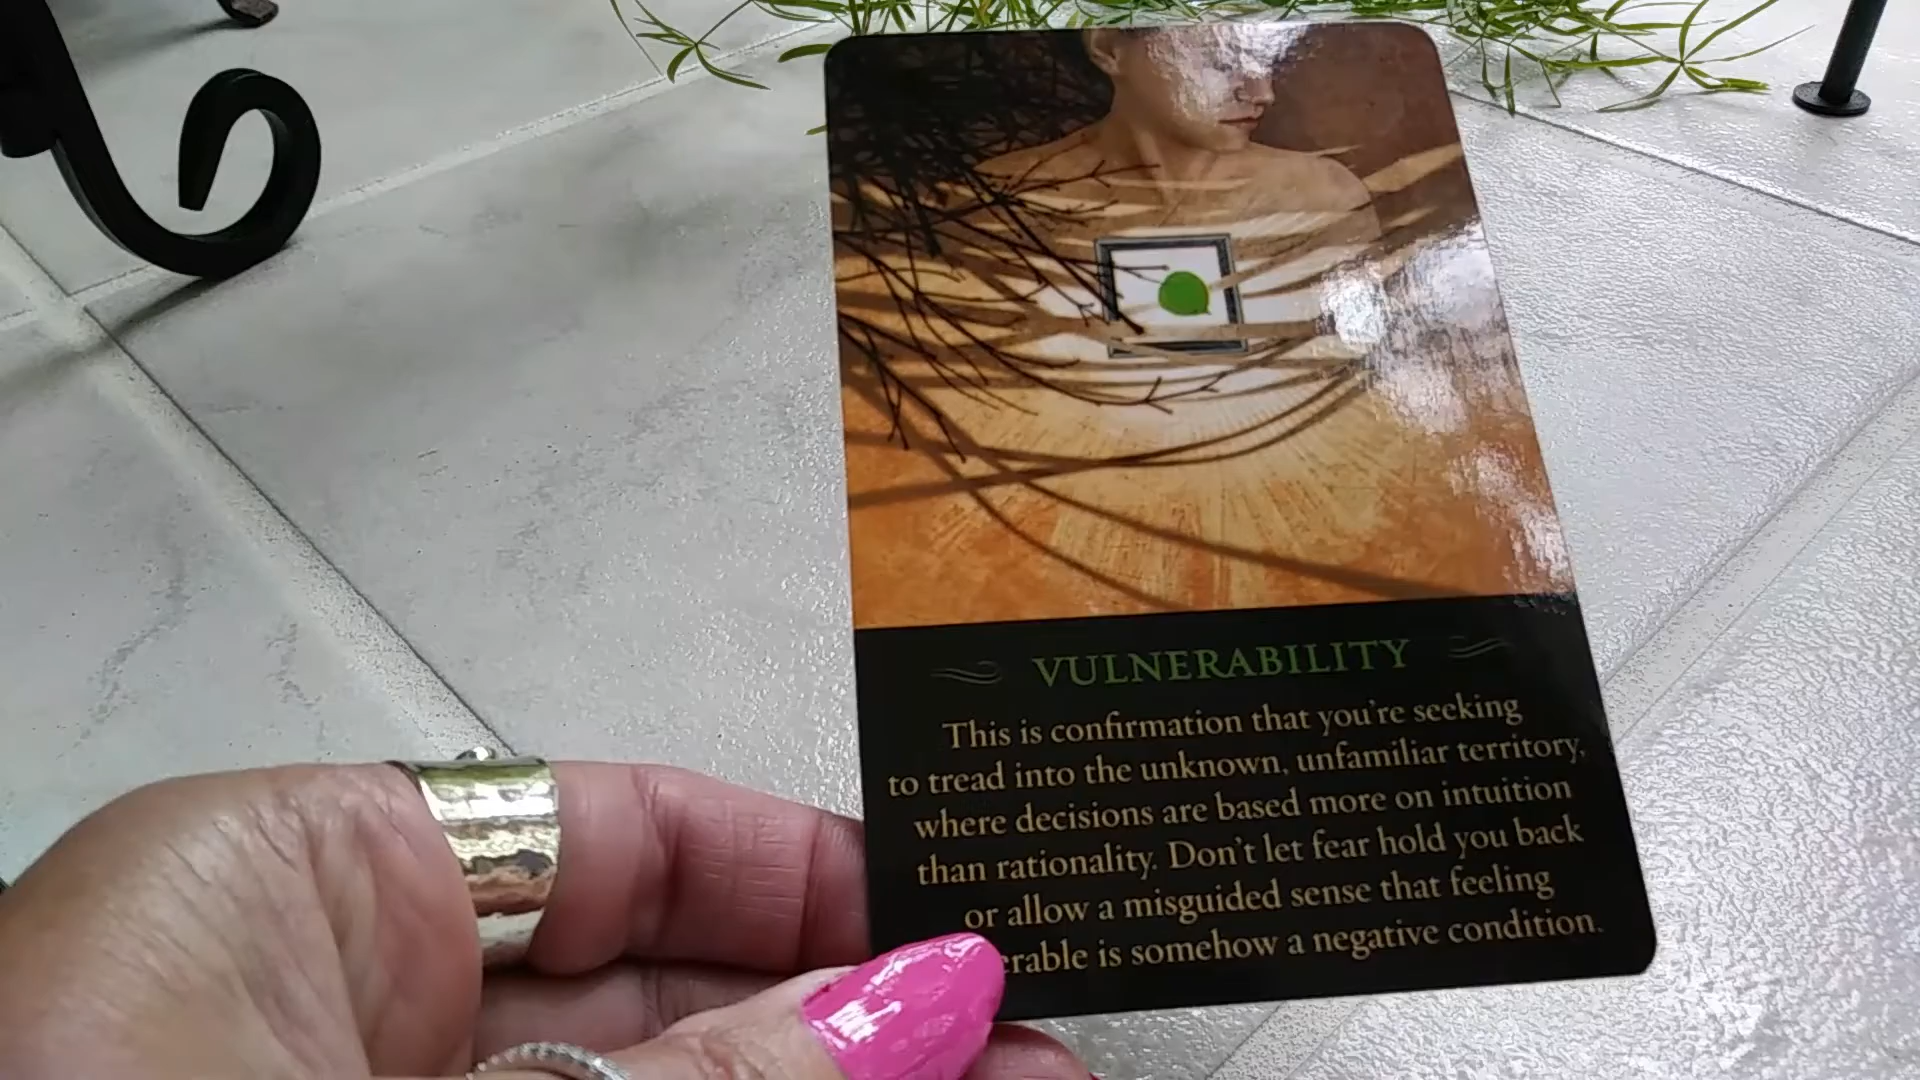 VULNERABILITY
This is confirmation that you're seeking
to tread into the unknown, unfamiliar territory,
where decisions are based more on intuition
than rationality. Don't let fear hold you back
or allow a misguided sense that feeling
erable is somehow a negative condition.